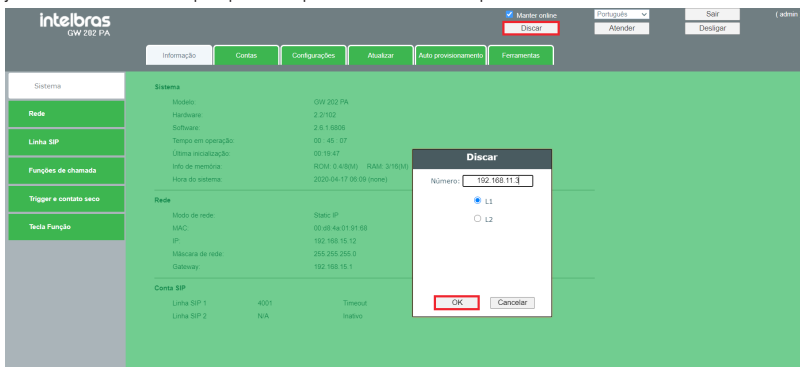 intelbras
GW 202 PA
Manter online
Discar
Português
Atender
Sair
Desligar
( admin
Informação
Contas
Configurações
Atualizar
Auto provisionamento
Ferramentas
Sistema
Rede
Linha SIP
Funções de chamada
Trigger e contato seco
Tecla Função
Sistema
Modelo: GW 202 PA
Hardware: 2.2/102
Software: 2.6.1.6606
Tempo em operação: 00 : 45 : 07
Última inicialização: 00:19:47
Info de memória: ROM: 0.4/8(M) RAM: 3/16(M)
Hora do sistema: 2020-04-17 08:09 (none)
Rede
Modo de rede: Static IP
MAC: 00:d8:4a:01:91:68
IP: 192.168.15.12
Máscara de rede: 255.255.255.0
Gateway: 192.168.15.1
Conta SIP
Linha SIP 1 4001 Timeout
Linha SIP 2 N/A Inativo
Discar
Número: 192.168.11.3
L1
L2
OK
Cancelar